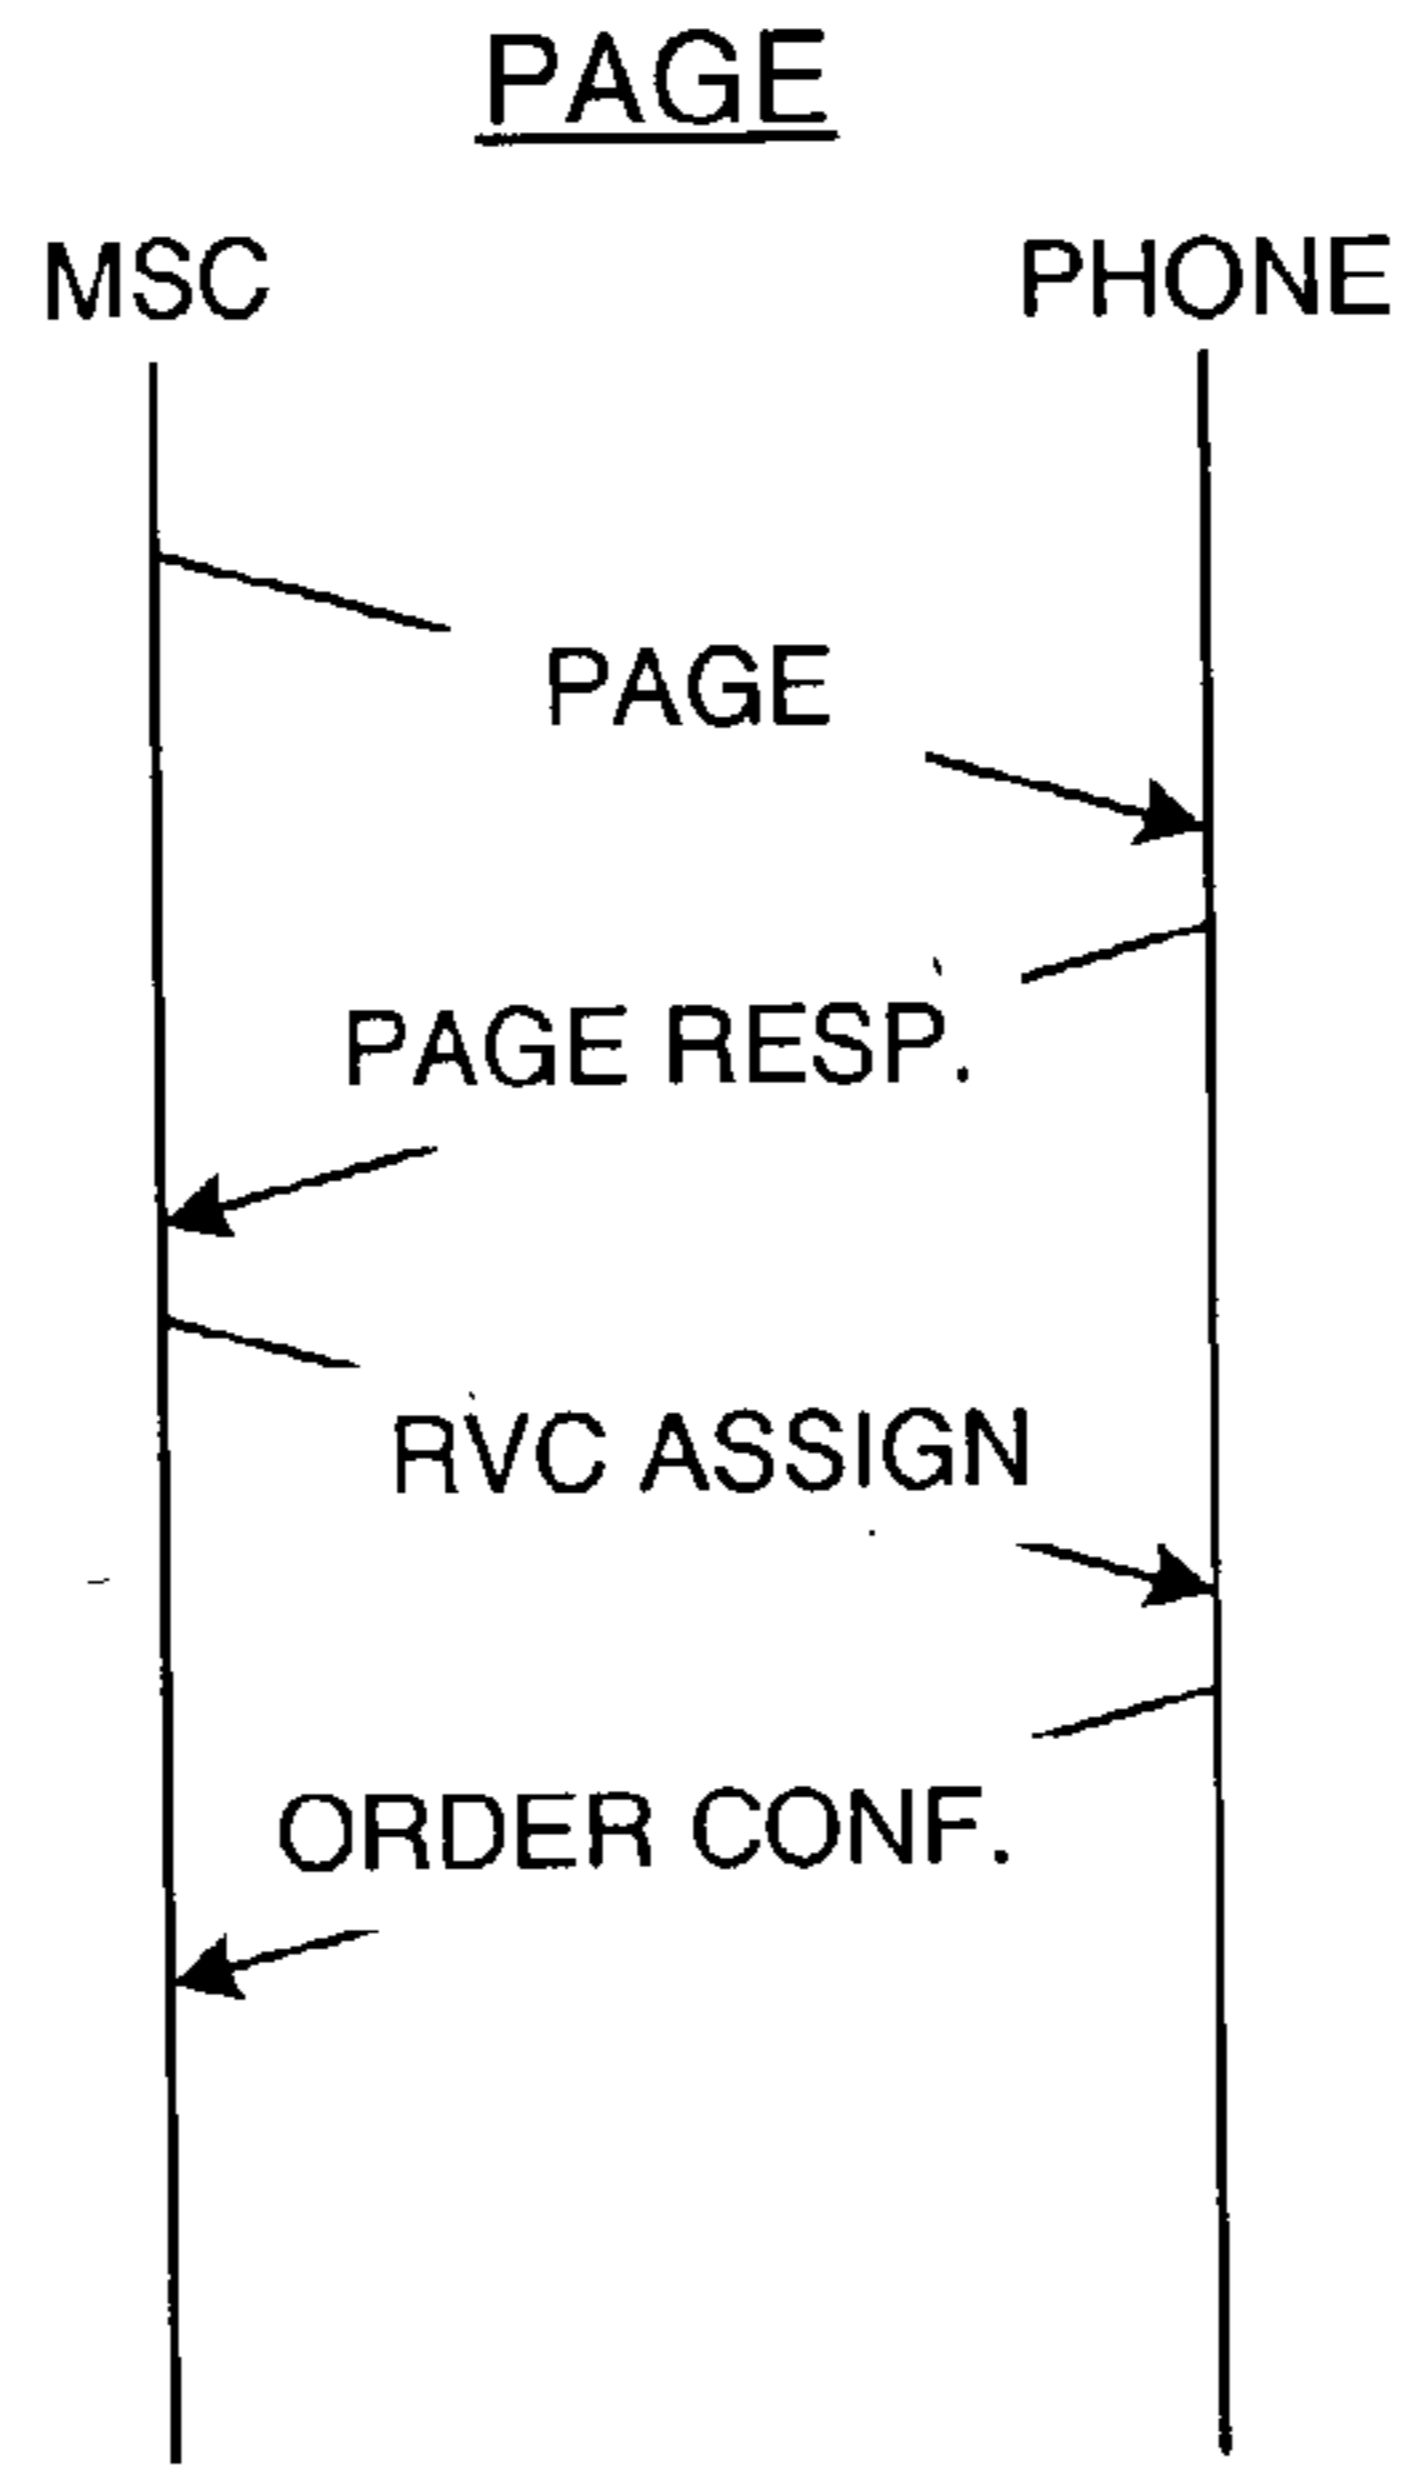 PAGE
MSC PHONE
PAGE
PAGE RESP.
RVC ASSIGN
ORDER CONF.